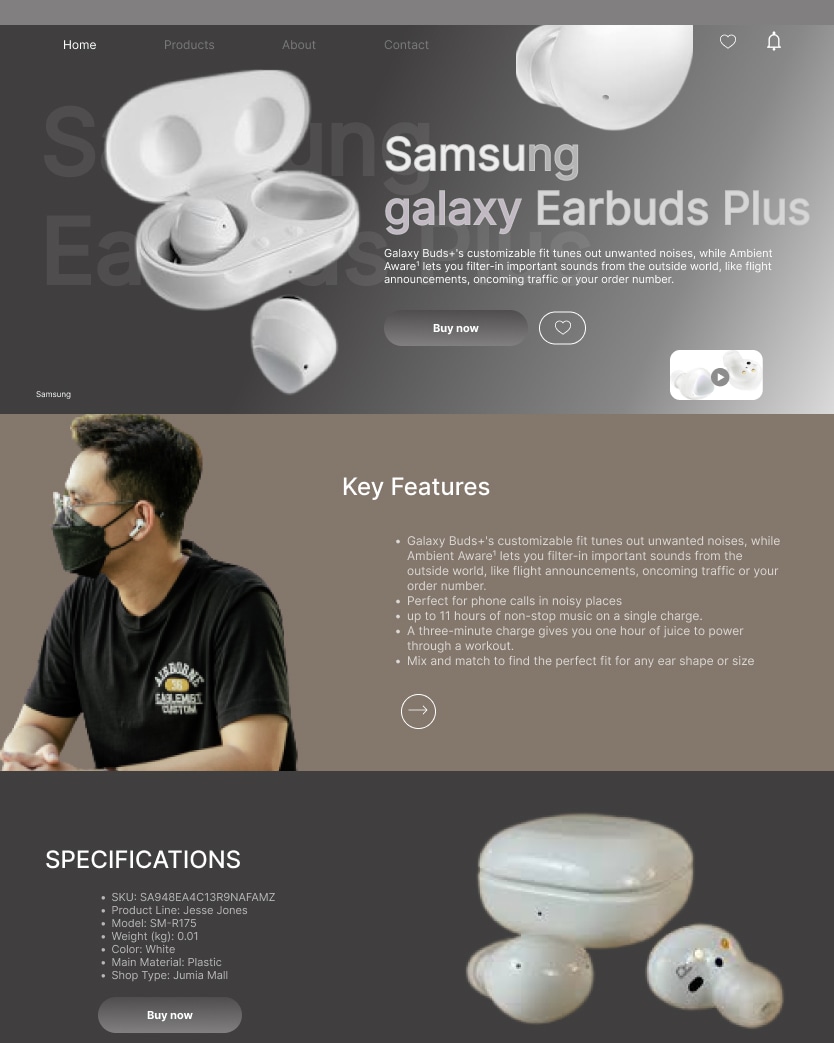 Home Products About Contact
Samsung
Earbuds Plus
Samsung
galaxy Earbuds Plus
Galaxy Buds+'s customizable fit tunes out unwanted noises, while Ambient
Aware¹ lets you filter-in important sounds from the outside world, like flight
announcements, oncoming traffic or your order number.
Buy now
Samsung
Key Features
• Galaxy Buds+'s customizable fit tunes out unwanted noises, while
Ambient Aware¹ lets you filter-in important sounds from the
outside world, like flight announcements, oncoming traffic or your
order number.
• Perfect for phone calls in noisy places
• up to 11 hours of non-stop music on a single charge.
• A three-minute charge gives you one hour of juice to power
through a workout.
• Mix and match to find the perfect fit for any ear shape or size
AIRBORNE
EAGLEMIST
CUSTOM
SPECIFICATIONS
• SKU: SA948EA4C13R9NAFAMZ
• Product Line: Jesse Jones
• Model: SM-R175
• Weight (kg): 0.01
• Color: White
• Main Material: Plastic
• Shop Type: Jumia Mall
Buy now
R